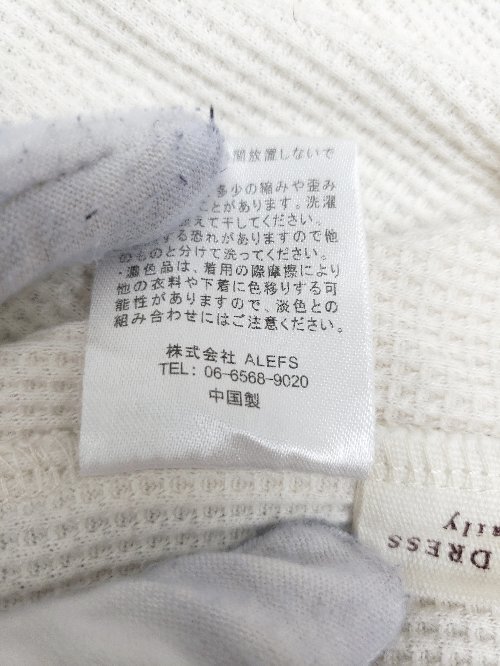 間放置しないで
多少の縮みや歪み
ことがあります。洗濯
えて干してください。
する恐れがありますので他
のものと分けて洗ってください。
・濃色品は、着用の際摩擦により
他の衣料や下着に色移りする可
能性がありますので、淡色との
組み合わせにはご注意ください。
株式会社 ALEFS
TEL: 06-6568-9020
中国製
DRESS
aily